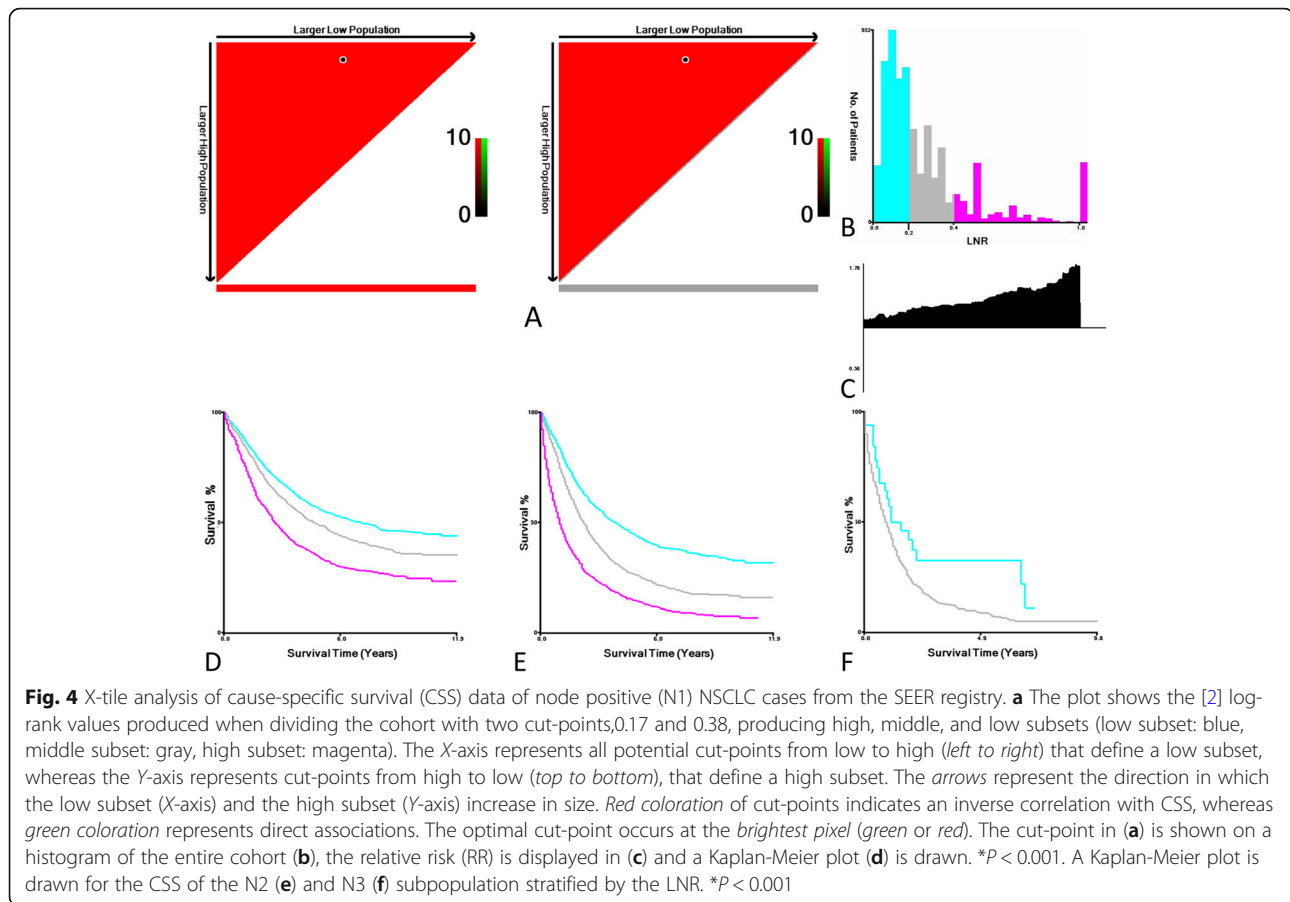 Larger Low Population
Larger High Population
10
0
Larger Low Population
Larger High Population
10
0
A
932
No. of Patients
0.0
0.2
0.4
1.0
LNR
B
C
100
Survival %
0
0.0
6.0
11.9
Survival Time (Years)
D
100
50
Survival %
0
0.0
6.0
11.9
Survival Time (Years)
E
100
50
Survival %
0
0.0
4.9
9.8
Survival Time (Years)
F
Fig. 4 X-tile analysis of cause-specific survival (CSS) data of node positive (N1) NSCLC cases from the SEER registry. a The plot shows the [2] log-
rank values produced when dividing the cohort with two cut-points,0.17 and 0.38, producing high, middle, and low subsets (low subset: blue,
middle subset: gray, high subset: magenta). The X-axis represents all potential cut-points from low to high (left to right) that define a low subset,
whereas the Y-axis represents cut-points from high to low (top to bottom), that define a high subset. The arrows represent the direction in which
the low subset (X-axis) and the high subset (Y-axis) increase in size. Red coloration of cut-points indicates an inverse correlation with CSS, whereas
green coloration represents direct associations. The optimal cut-point occurs at the brightest pixel (green or red). The cut-point in (a) is shown on a
histogram of the entire cohort (b), the relative risk (RR) is displayed in (c) and a Kaplan-Meier plot (d) is drawn. *P < 0.001. A Kaplan-Meier plot is
drawn for the CSS of the N2 (e) and N3 (f) subpopulation stratified by the LNR. *P < 0.001